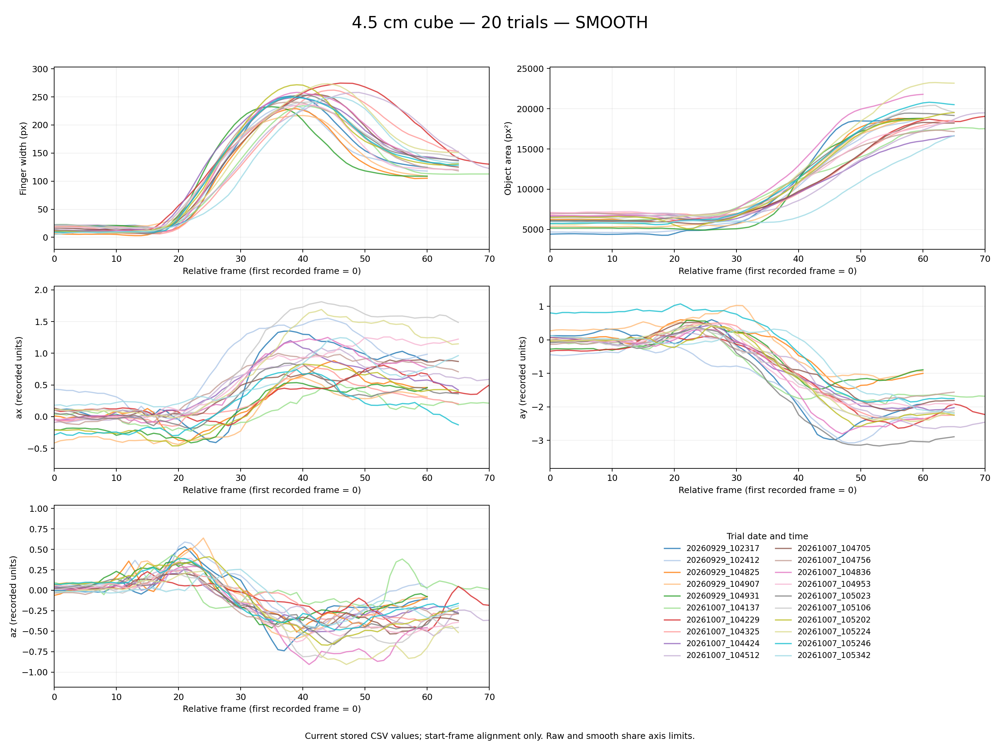 4.5 cm cube — 20 trials — SMOOTH
300
250
200
150
100
50
0
Finger width (px)
0 10 20 30 40 50 60 70
Relative frame (first recorded frame = 0)
25000
20000
15000
10000
5000
Object area (px²)
0 10 20 30 40 50 60 70
Relative frame (first recorded frame = 0)
2.0
1.5
1.0
0.5
0.0
−0.5
ax (recorded units)
0 10 20 30 40 50 60 70
Relative frame (first recorded frame = 0)
1
0
−1
−2
−3
ay (recorded units)
0 10 20 30 40 50 60 70
Relative frame (first recorded frame = 0)
1.00
0.75
0.50
0.25
0.00
−0.25
−0.50
−0.75
−1.00
az (recorded units)
0 10 20 30 40 50 60 70
Relative frame (first recorded frame = 0)
Trial date and time
20260929_102317
20260929_102412
20260929_104825
20260929_104907
20260929_104931
20261007_104137
20261007_104229
20261007_104325
20261007_104424
20261007_104512
20261007_104705
20261007_104756
20261007_104836
20261007_104953
20261007_105023
20261007_105106
20261007_105202
20261007_105224
20261007_105246
20261007_105342
Current stored CSV values; start-frame alignment only. Raw and smooth share axis limits.